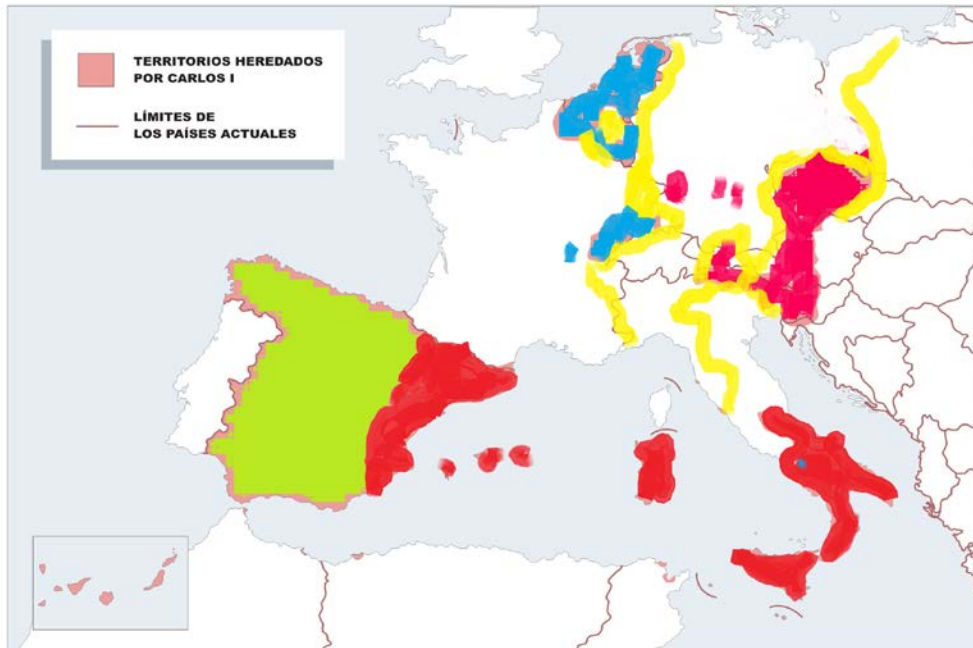 TERRITORIOS HEREDADOS
POR CARLOS I
LÍMITES DE
LOS PAÍSES ACTUALES